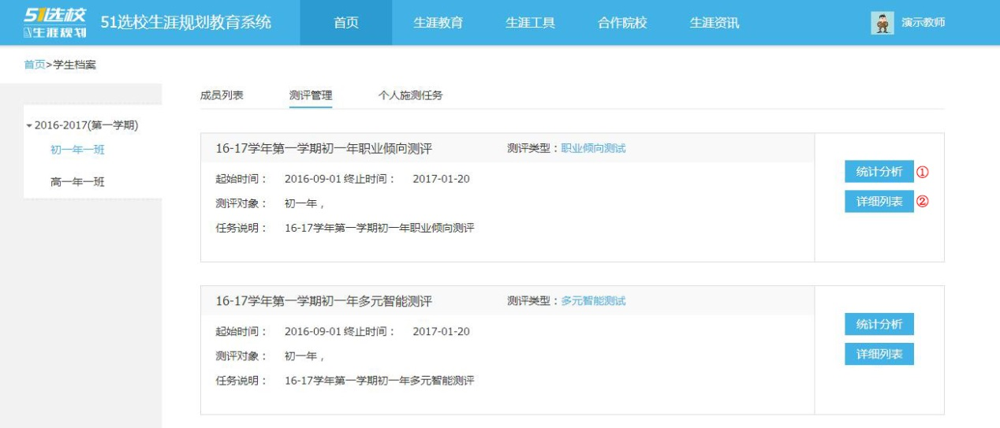 51选校
生涯规划
51选校生涯规划教育系统 首页 生涯教育 生涯工具 合作院校 生涯资讯 演示教师
首页>学生档案
成员列表 测评管理 个人施测任务
2016-2017(第一学期)
初一年一班
高一年一班
16-17学年第一学期初一年职业倾向测评 测评类型：职业倾向测试
起始时间： 2016-09-01 终止时间： 2017-01-20
测评对象： 初一年，
任务说明： 16-17学年第一学期初一年职业倾向测评
统计分析 ①
详细列表 ②
16-17学年第一学期初一年多元智能测评 测评类型：多元智能测试
起始时间： 2016-09-01 终止时间： 2017-01-20
测评对象： 初一年，
任务说明： 16-17学年第一学期初一年多元智能测评
统计分析
详细列表